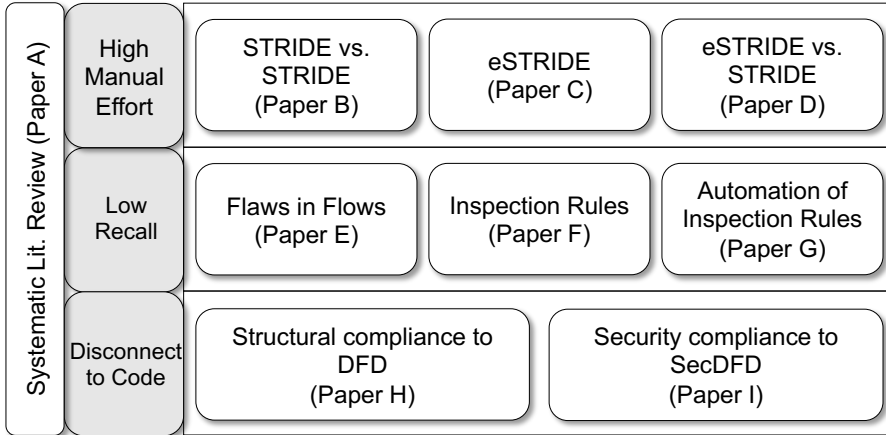 Systematic Lit. Review (Paper A)
High
Manual
Effort
STRIDE vs.
STRIDE
(Paper B)
eSTRIDE
(Paper C)
eSTRIDE vs.
STRIDE
(Paper D)
Low
Recall
Flaws in Flows
(Paper E)
Inspection Rules
(Paper F)
Automation of
Inspection Rules
(Paper G)
Disconnect
to Code
Structural compliance to
DFD
(Paper H)
Security compliance to
SecDFD
(Paper I)